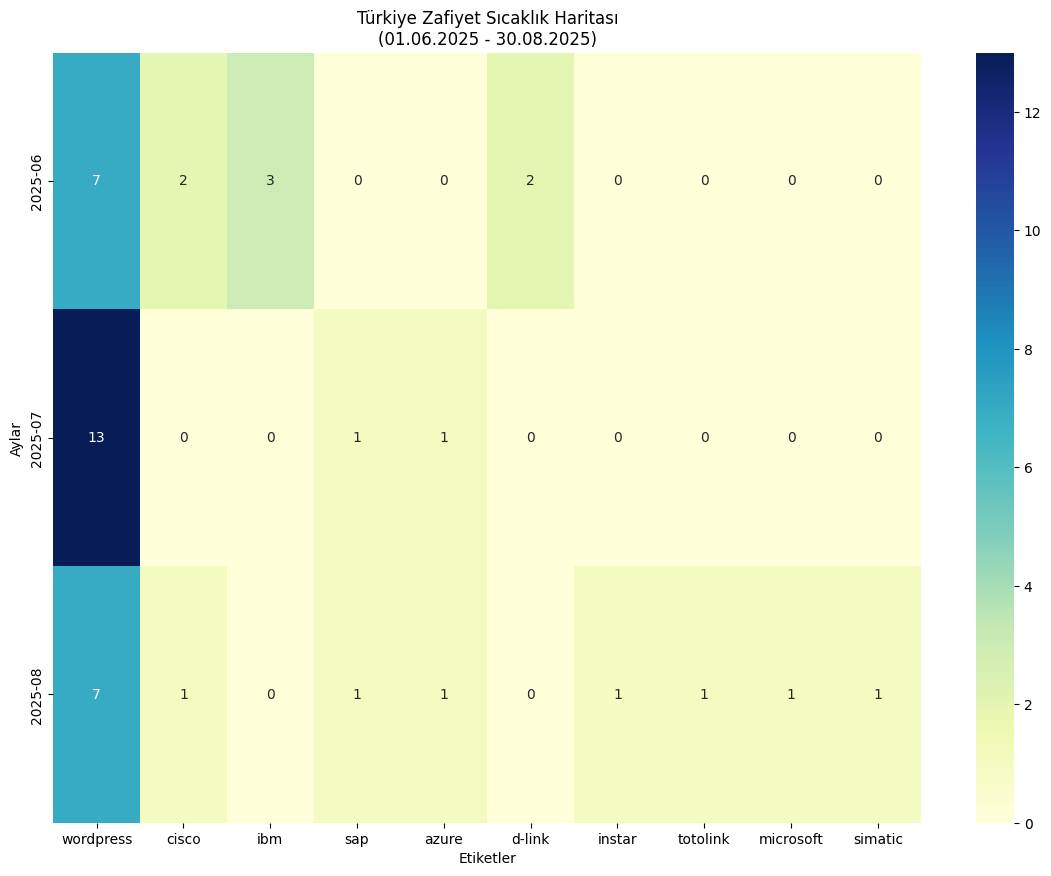 Türkiye Zafiyet Sıcaklık Haritası
(01.06.2025 - 30.08.2025)
Aylar
2025-06
7 2 3 0 0 2 0 0 0 0
2025-07
13 0 0 1 1 0 0 0 0 0
2025-08
7 1 0 1 1 0 1 1 1 1
wordpress cisco ibm sap azure d-link instar totolink microsoft simatic
Etiketler
12
10
8
6
4
2
0